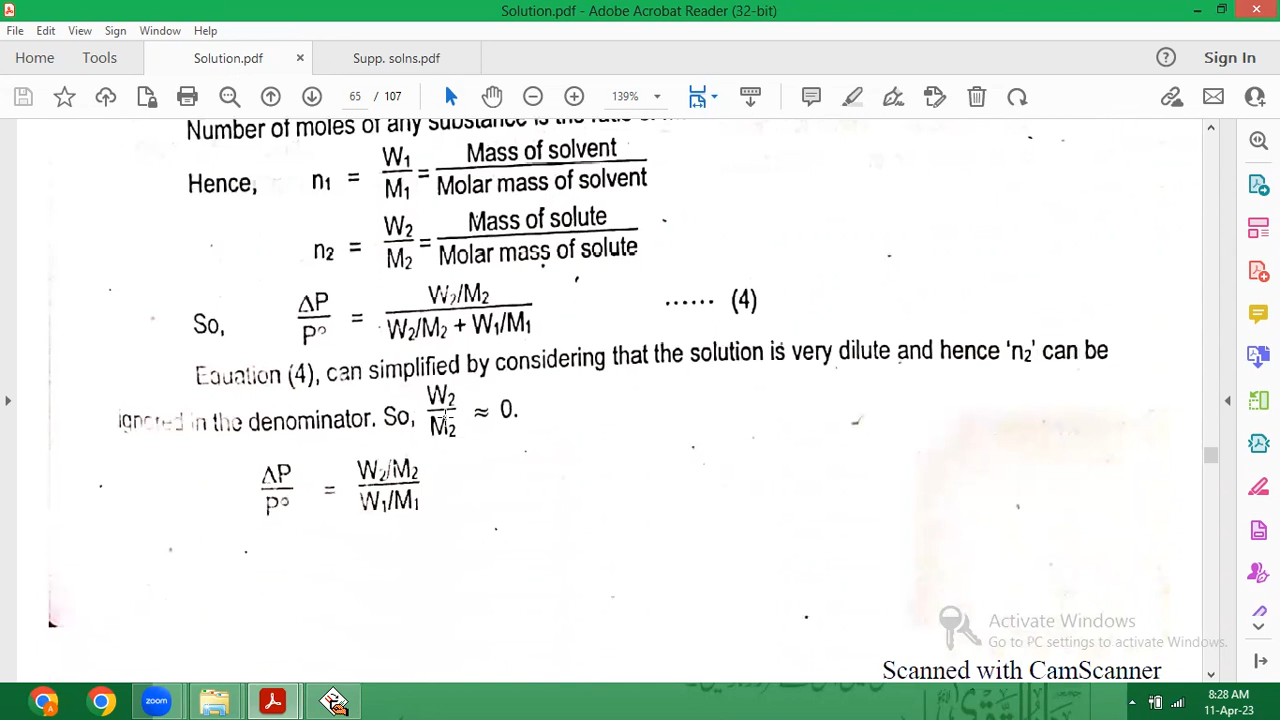 Solution.pdf - Adobe Acrobat Reader (32-bit)
File Edit View Sign Window Help
Home Tools Solution.pdf × Supp. solns.pdf Sign In
65 / 107 139%
Number of moles of any substance is the ratio of
Hence, n₁ = W₁/M₁ = Mass of solvent / Molar mass of solvent
n₂ = W₂/M₂ = Mass of solute / Molar mass of solute
So, ΔP/P° = W₂/M₂ / W₂/M₂ + W₁/M₁ ...... (4)
Equation (4), can simplified by considering that the solution is very dilute and hence ‘n₂’ can be
ignored in the denominator. So, W₂/M₂ ≈ 0.
ΔP/P° = W₂/M₂ / W₁/M₁
Activate Windows
Go to PC settings to activate Windows.
Scanned with CamScanner
zoom
8:28 AM
11-Apr-23